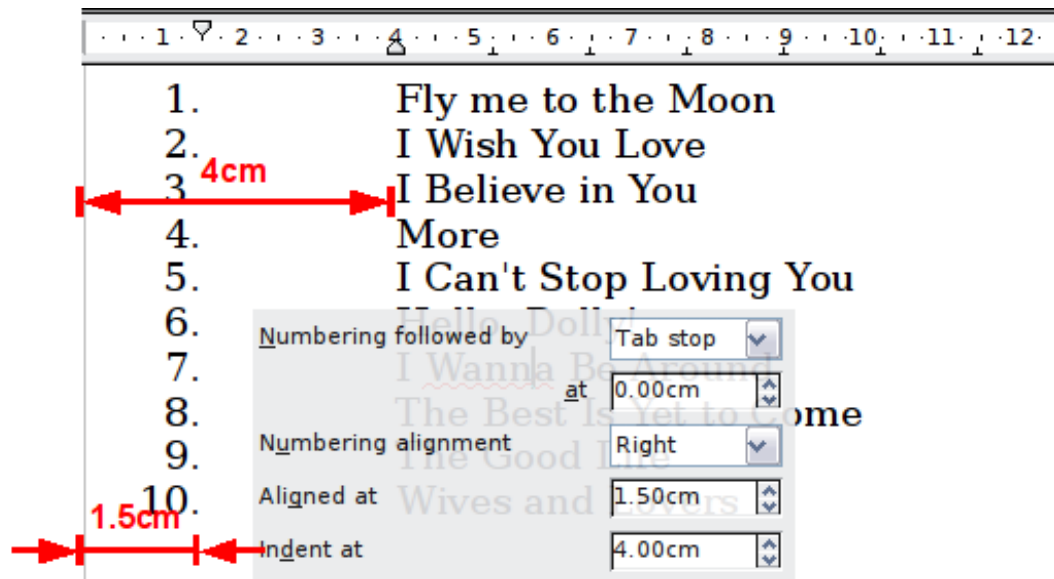 1 2 3 4 5 6 7 8 9 10 11 12
1. Fly me to the Moon
2. I Wish You Love
4cm
3 I Believe in You
4. More
5. I Can't Stop Loving You
6. Hello, Dolly!
Numbering followed by Tab stop
7. I Wanna Be Around
at 0.00cm
8. The Best Is Yet to Come
Numbering alignment Right
9. The Good Life
Aligned at 1.50cm
10. Wives and Lovers
1.5cm
Indent at 4.00cm